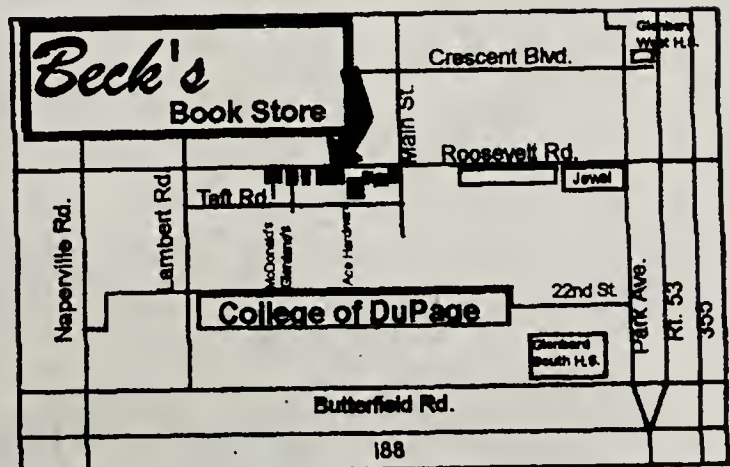 Beck's
Book Store
Glenbard
West H.S.
Crescent Blvd.
Main St.
Roosevelt Rd.
Jewel
Taft Rd.
Lambert Rd.
Naperville Rd.
McDonald's
Ace Hardware
22nd St.
College of DuPage
Park Ave.
Rt. 53
355
Glenbard
South H.S.
Butterfield Rd.
I88